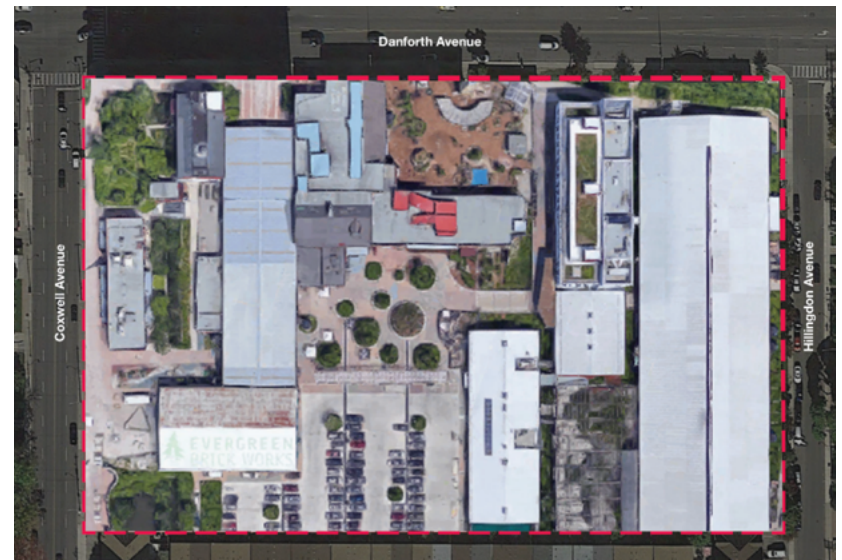 Danforth Avenue
Coxwell Avenue
Hillingdon Avenue
EVERGREEN
BRICK WORKS